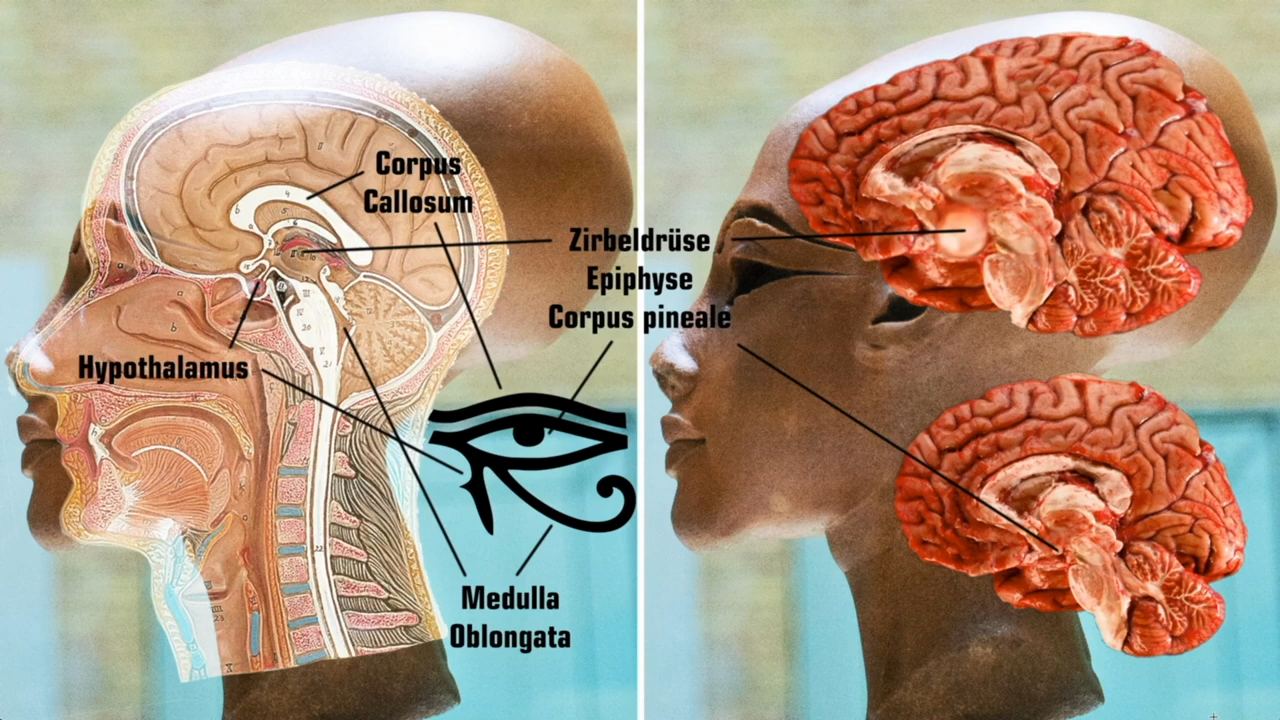 Corpus
Callosum
Zirbeldrüse
Epiphyse
Corpus pineale
Hypothalamus
Medulla
Oblongata